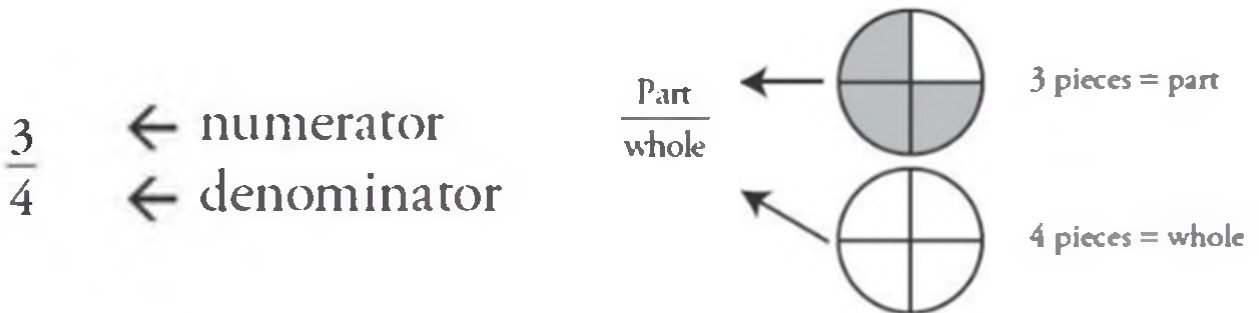 3
4
← numerator
← denominator
Part
whole
3 pieces = part
4 pieces = whole